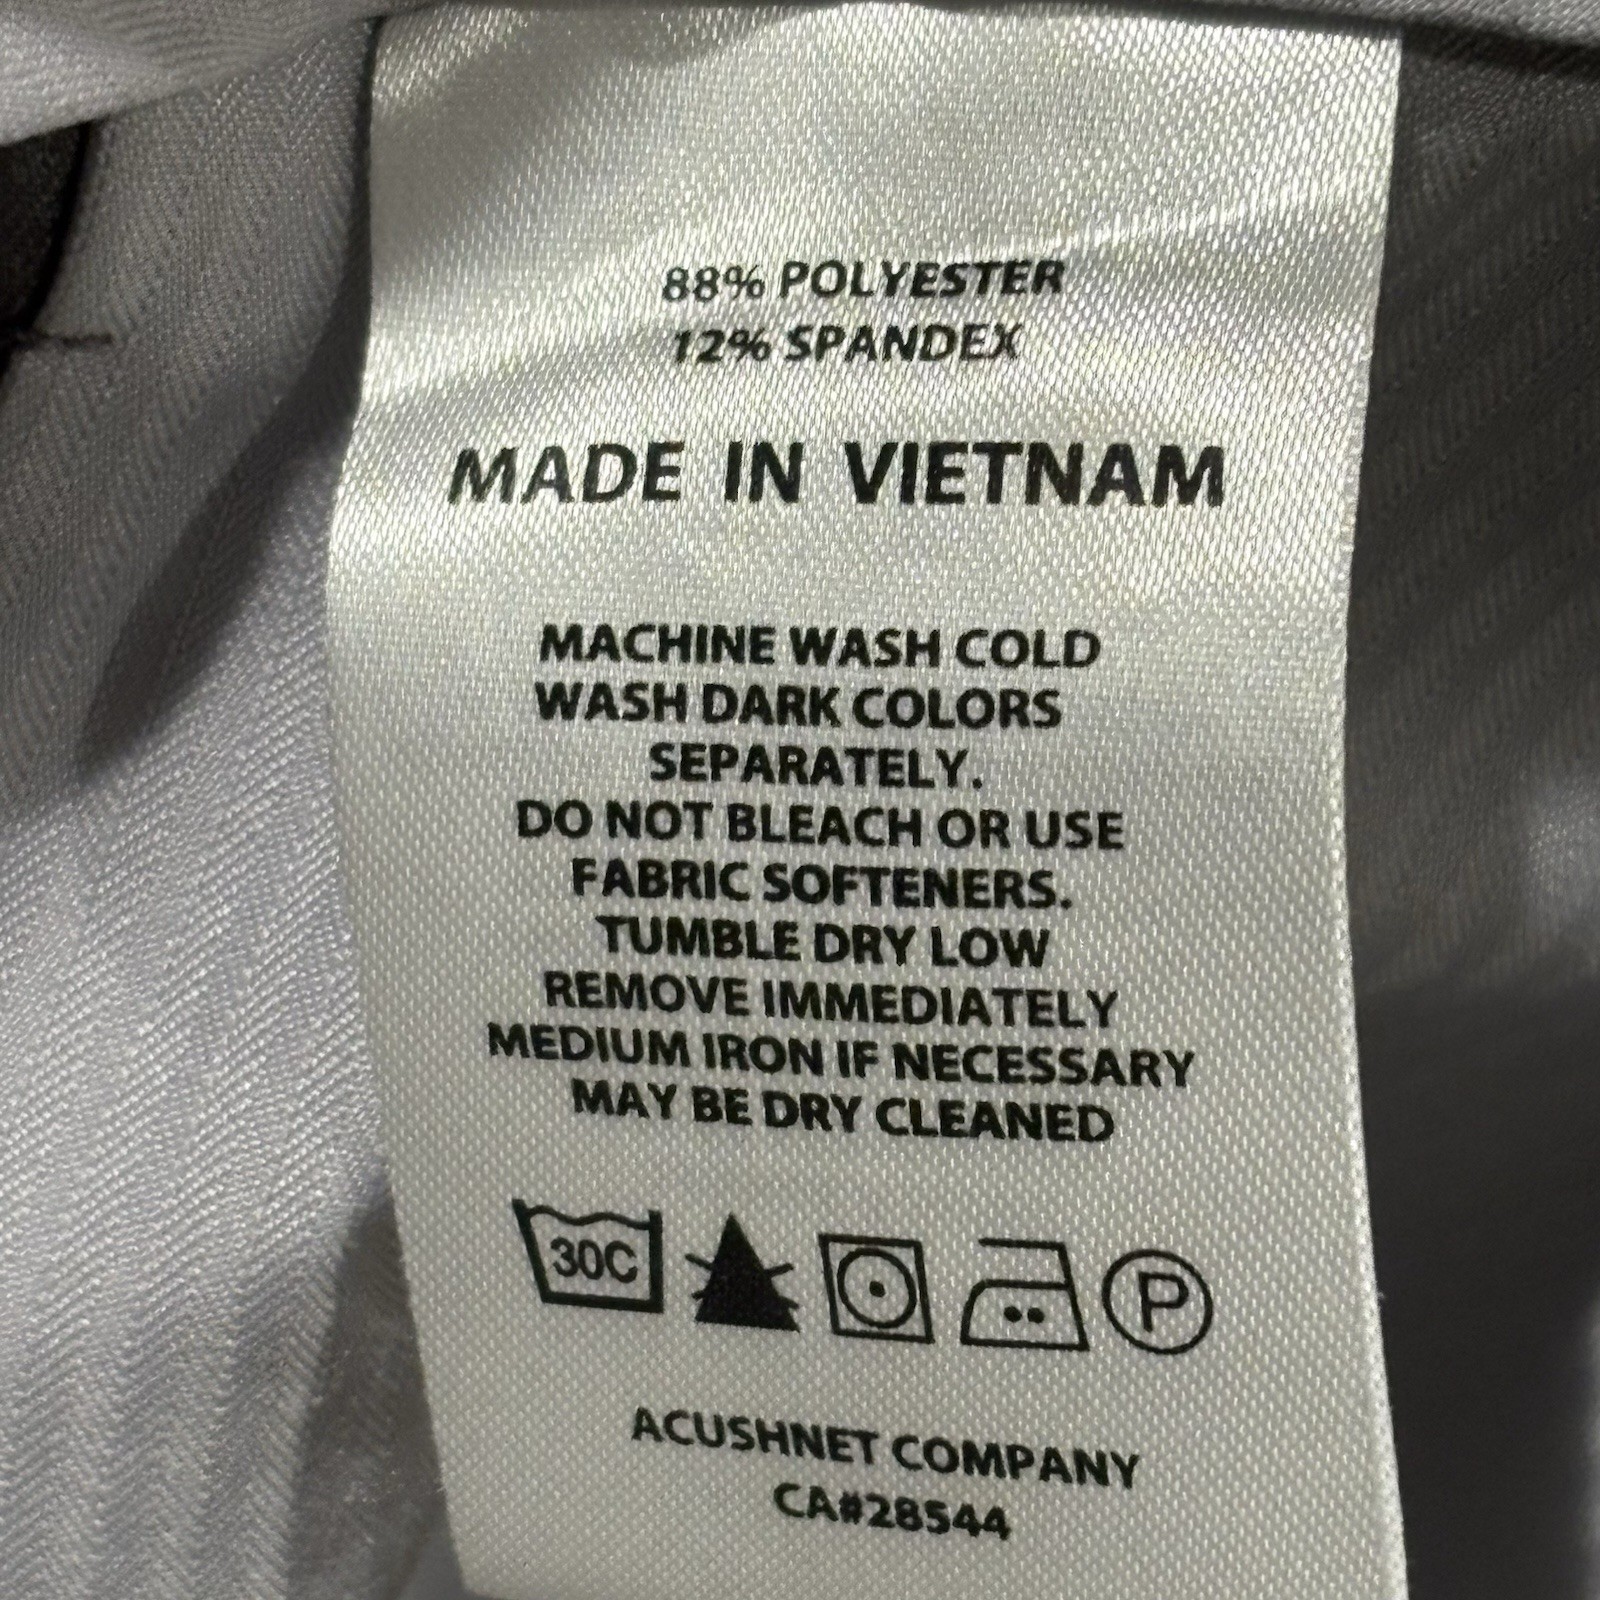 88% POLYESTER
12% SPANDEX
MADE IN VIETNAM
MACHINE WASH COLD
WASH DARK COLORS
SEPARATELY.
DO NOT BLEACH OR USE
FABRIC SOFTENERS.
TUMBLE DRY LOW
REMOVE IMMEDIATELY
MEDIUM IRON IF NECESSARY
MAY BE DRY CLEANED
30C P
ACUSHNET COMPANY
CA#28544